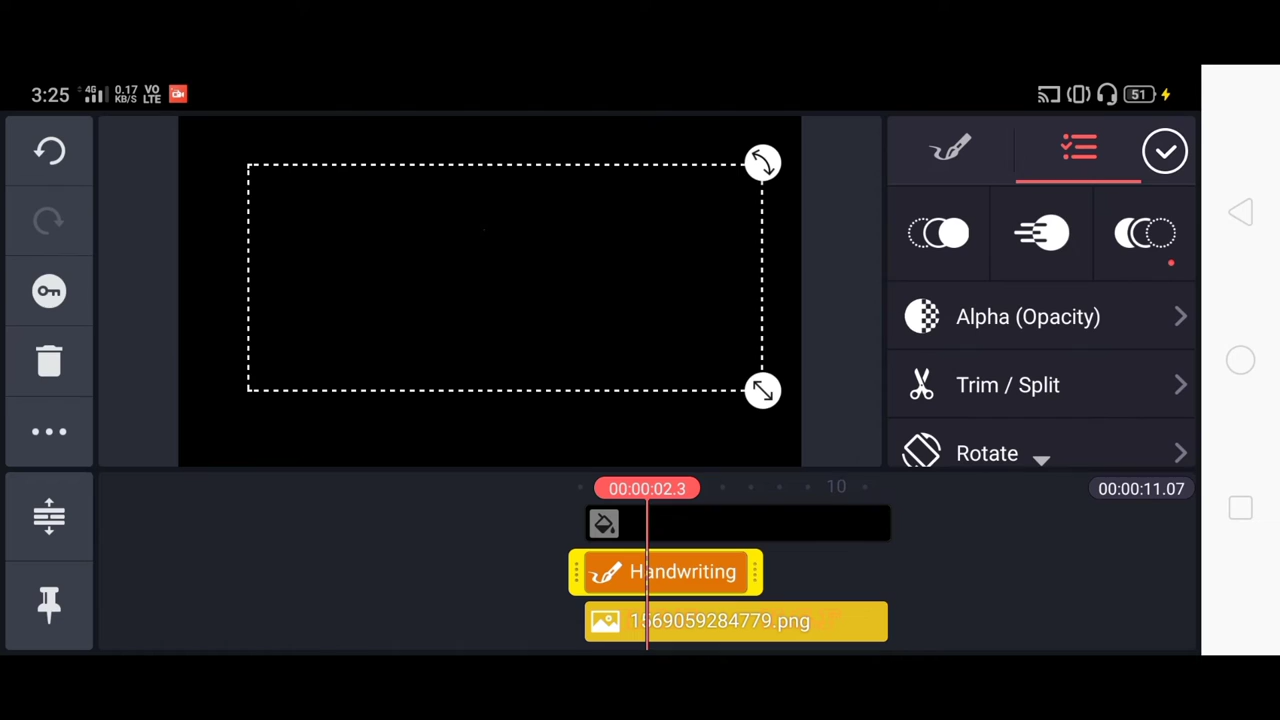 3:25 4G 0.17 KB/S VO LTE 51
Alpha (Opacity)
Trim / Split
Rotate
00:00:02.3 10 00:00:11.07
Handwriting
1569059284779.png